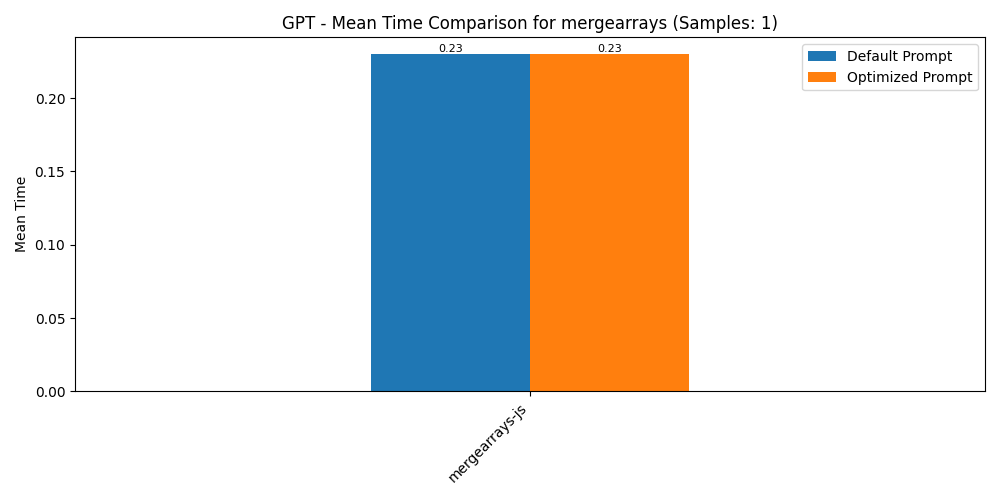 GPT - Mean Time Comparison for mergearrays (Samples: 1)
0.23
0.23
Default Prompt
Optimized Prompt
0.20
0.15
0.10
0.05
0.00
Mean Time
mergearrays-js